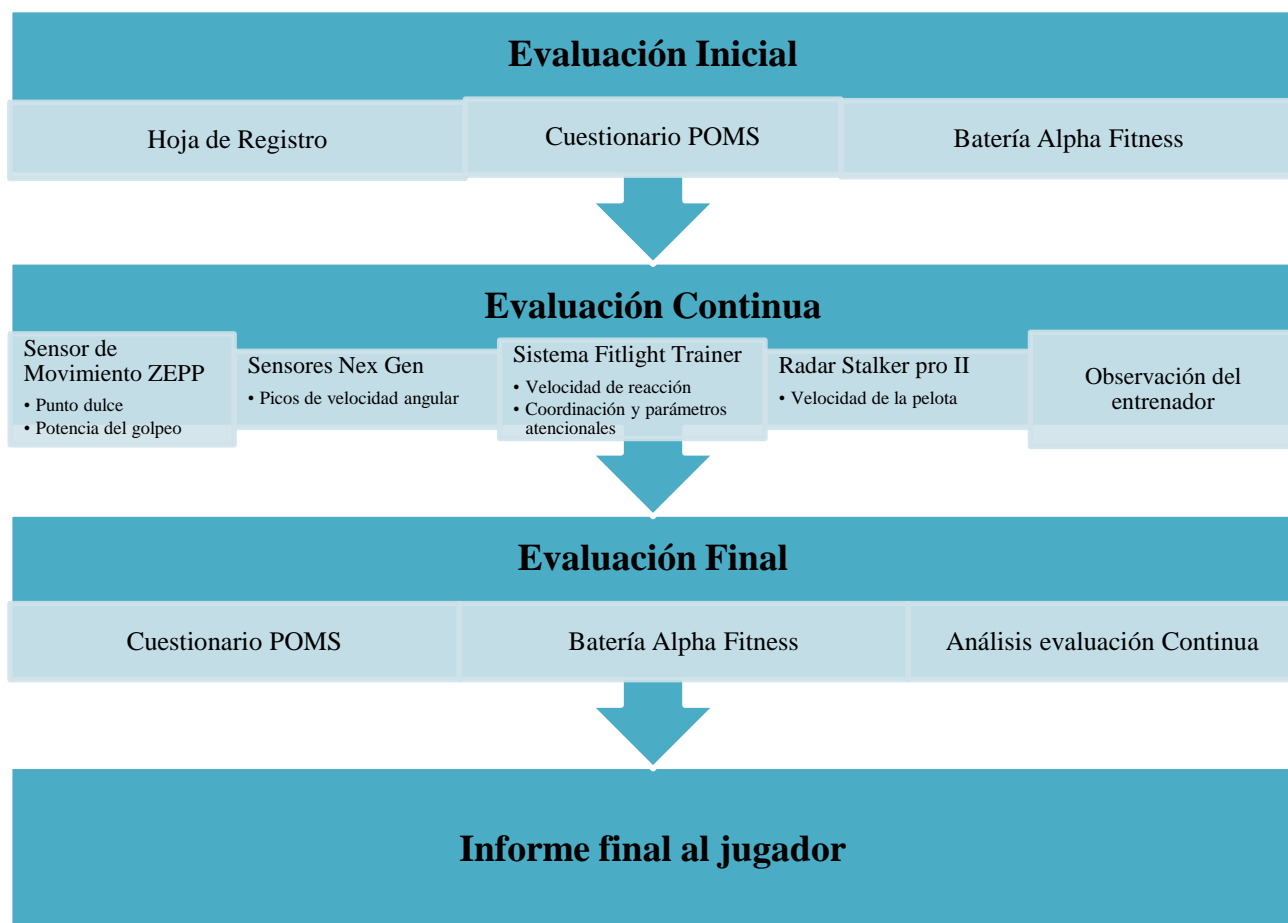 Evaluación Inicial
Hoja de Registro
Cuestionario POMS
Batería Alpha Fitness
Evaluación Continua
Sensor de
Movimiento ZEPP
• Punto dulce
• Potencia del golpeo
Sensores Nex Gen
• Picos de velocidad angular
Sistema Fitlight Trainer
• Velocidad de reacción
• Coordinación y parámetros
atencionales
Radar Stalker pro II
• Velocidad de la pelota
Observación del
entrenador
Evaluación Final
Cuestionario POMS
Batería Alpha Fitness
Análisis evaluación Continua
Informe final al jugador